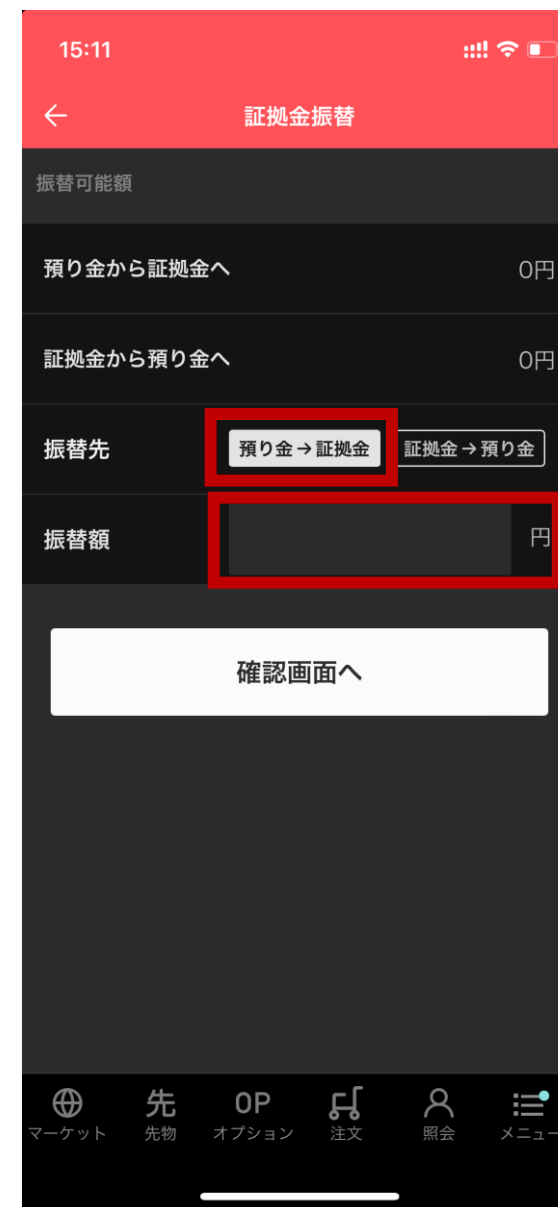 15:11
証拠金振替
振替可能額
預り金から証拠金へ 0円
証拠金から預り金へ 0円
振替先 預り金→証拠金 証拠金→預り金
振替額 円
確認画面へ
先 OP
マーケット 先物 オプション 注文 照会 メニュー